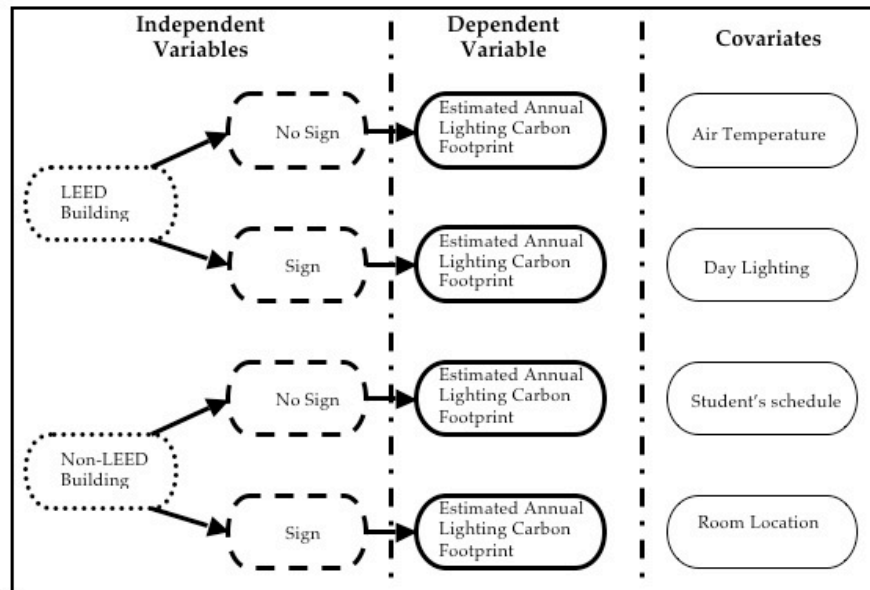 Independent
Variables
Dependent
Variable
Covariates
LEED
Building
No Sign
Estimated Annual
Lighting Carbon
Footprint
Air Temperature
Sign
Estimated Annual
Lighting Carbon
Footprint
Day Lighting
Non-LEED
Building
No Sign
Estimated Annual
Lighting Carbon
Footprint
Student's schedule
Sign
Estimated Annual
Lighting Carbon
Footprint
Room Location